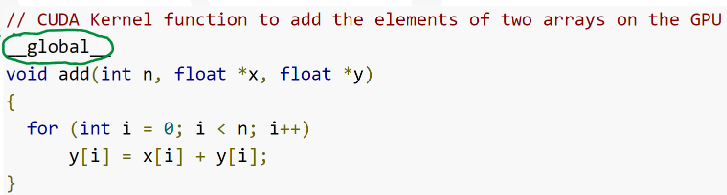 // CUDA Kernel function to add the elements of two arrays on the GPU
__global__
void add(int n, float *x, float *y)
{
  for (int i = 0; i < n; i++)
      y[i] = x[i] + y[i];
}